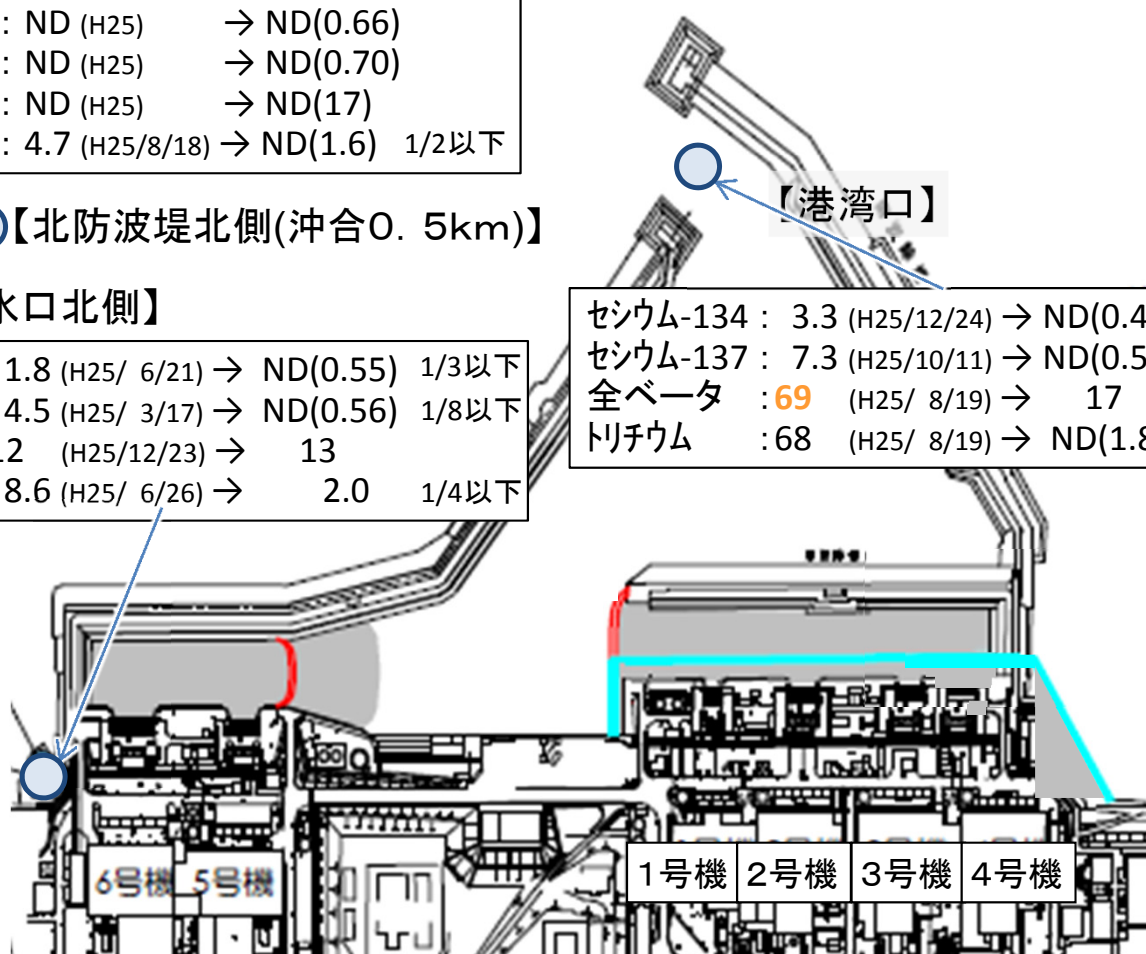 : ND (H25) → ND(0.66)
: ND (H25) → ND(0.70)
: ND (H25) → ND(17)
: 4.7 (H25/8/18) → ND(1.6) 1/2以下
【北防波堤北側(沖合0.5km)】
【港湾口】
水口北側】
1.8 (H25/ 6/21) → ND(0.55) 1/3以下
4.5 (H25/ 3/17) → ND(0.56) 1/8以下
12 (H25/12/23) → 13
8.6 (H25/ 6/26) → 2.0 1/4以下
セシウム-134 : 3.3 (H25/12/24) → ND(0.4
セシウム-137 : 7.3 (H25/10/11) → ND(0.5
全ベータ :69 (H25/ 8/19) → 17
トリチウム :68 (H25/ 8/19) → ND(1.8
6号機 5号機
1号機 2号機 3号機 4号機